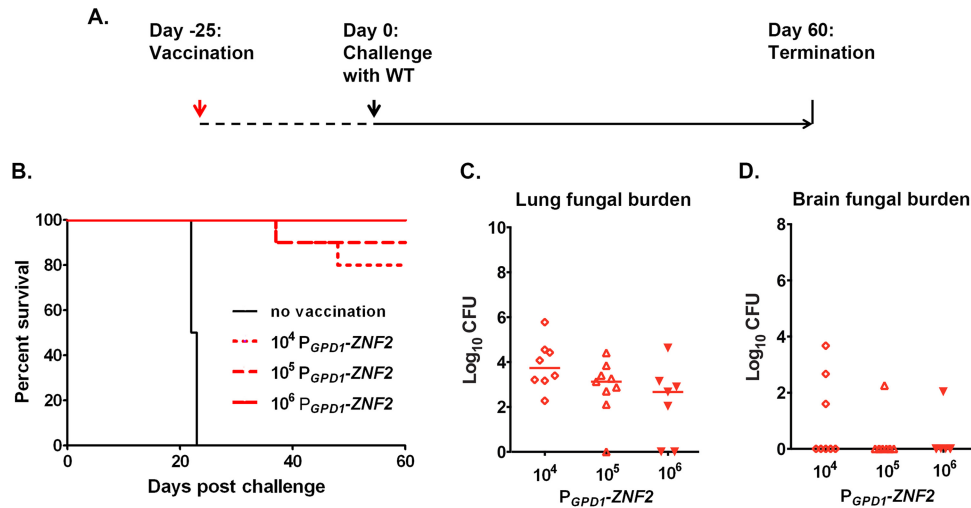 A.
Day -25:
Vaccination
Day 0:
Challenge
with WT
Day 60:
Termination
B.
Percent survival
100
80
60
40
20
0
no vaccination
10⁴ P_GPD1-ZNF2
10⁵ P_GPD1-ZNF2
10⁶ P_GPD1-ZNF2
0 20 40 60
Days post challenge
C.
Lung fungal burden
Log₁₀ CFU
10
8
6
4
2
0
10⁴ 10⁵ 10⁶
P_GPD1-ZNF2
D.
Brain fungal burden
Log₁₀ CFU
8
6
4
2
0
10⁴ 10⁵ 10⁶
P_GPD1-ZNF2